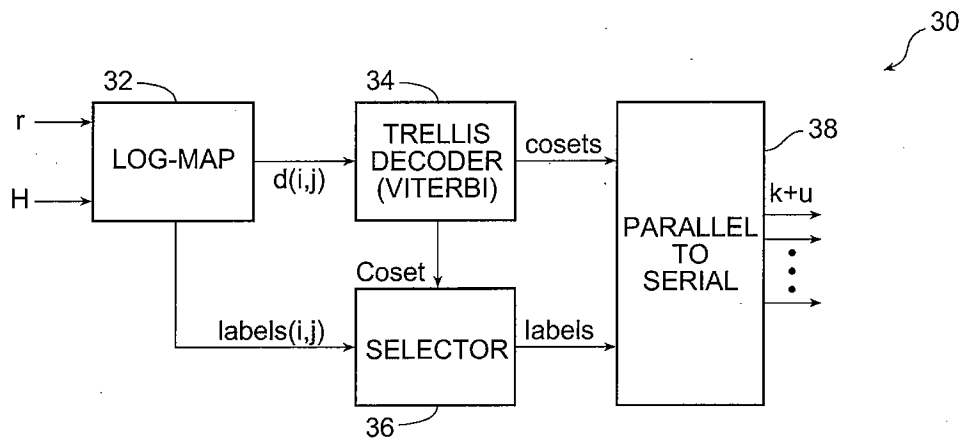 30
32
34
38
r
H
LOG-MAP
d(i,j)
TRELLIS
DECODER
(VITERBI)
cosets
k+u
PARALLEL
TO
SERIAL
Coset
labels(i,j)
SELECTOR
labels
36